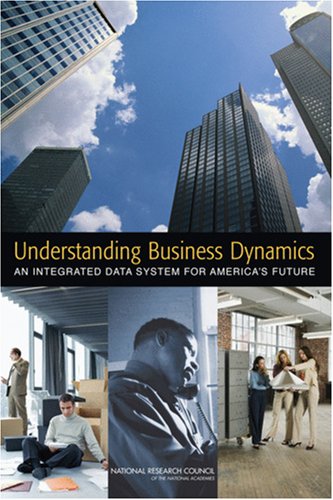 Understanding Business Dynamics
AN INTEGRATED DATA SYSTEM FOR AMERICA'S FUTURE
NATIONAL RESEARCH COUNCIL
OF THE NATIONAL ACADEMIES